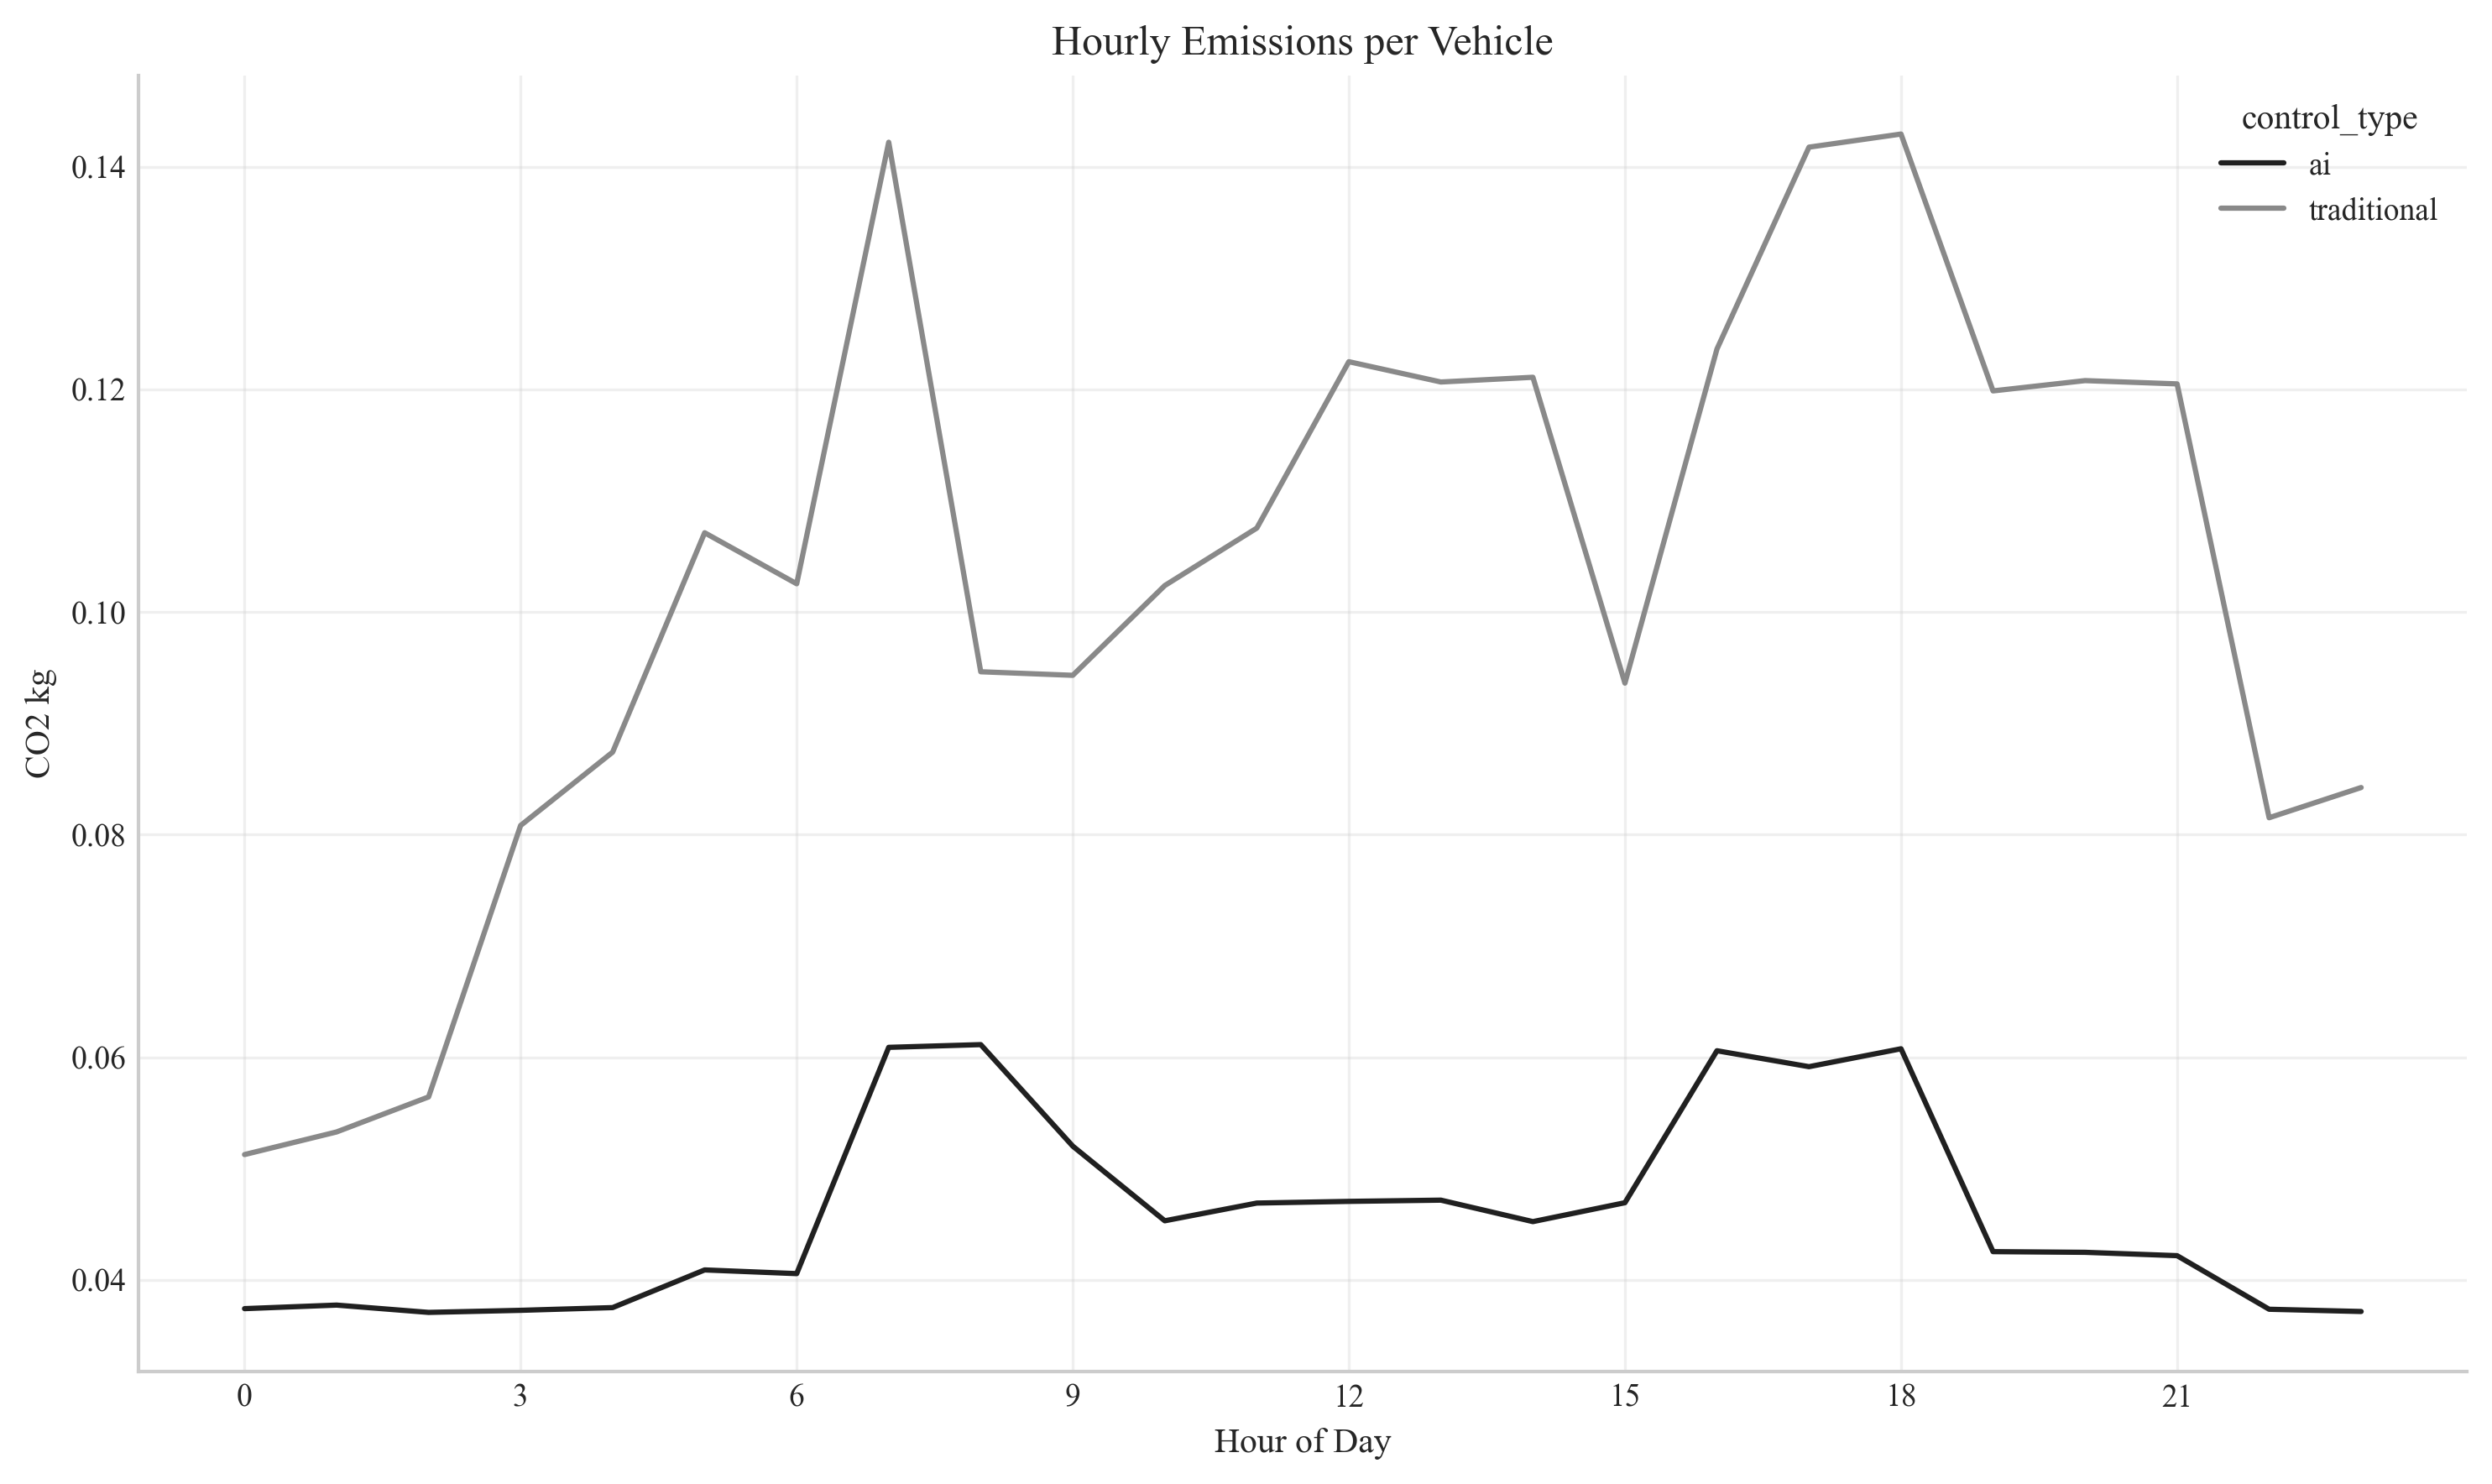 Hourly Emissions per Vehicle
control_type
ai
traditional
0.14
0.12
0.10
0.08
0.06
0.04
CO2 kg
0 3 6 9 12 15 18 21
Hour of Day